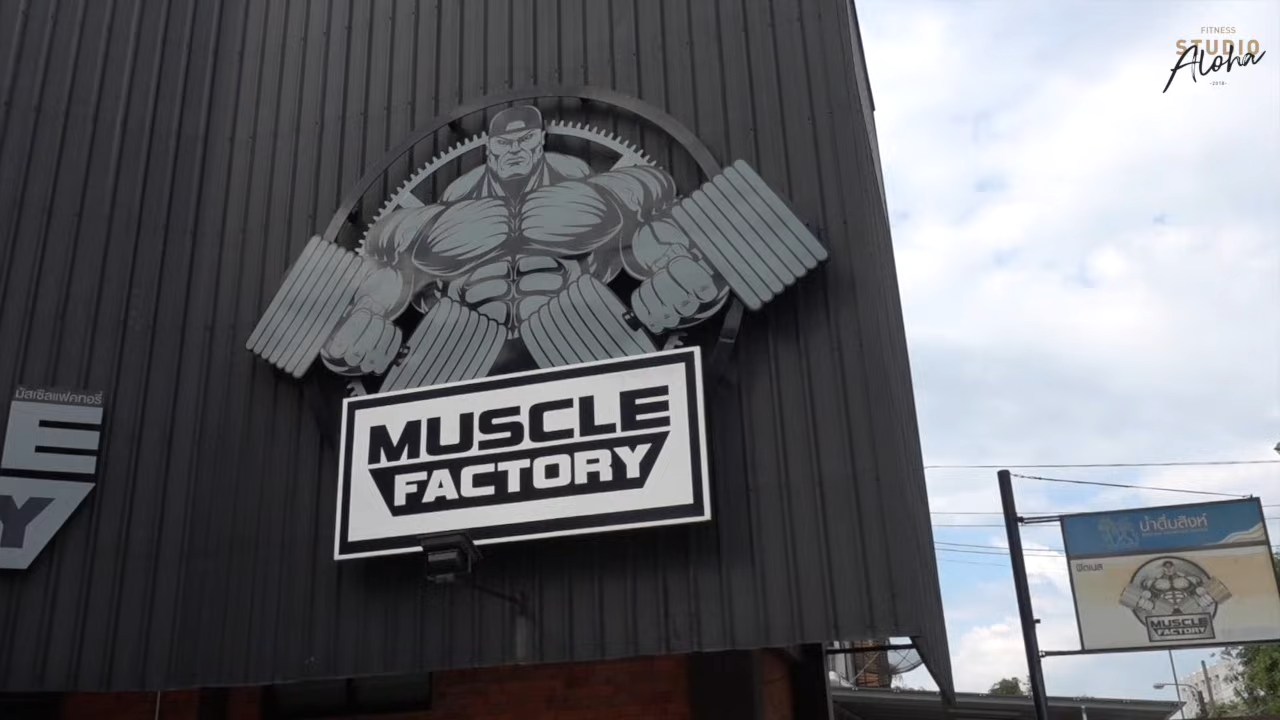 FITNESS
STUDIO
Aloha
-2018-
มัสเซิลแฟคทอรี่
E
Y
MUSCLE
FACTORY
น้ำดื่มสิงห์
ฟิตเนส
MUSCLE
FACTORY